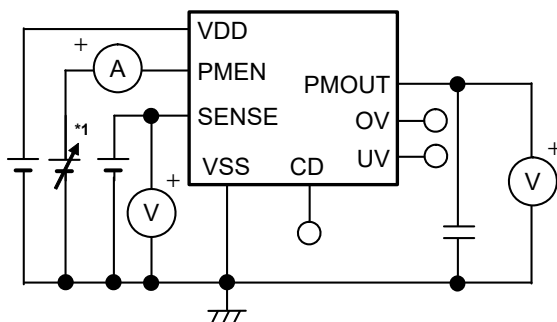 VDD
+
A
PMEN
PMOUT
*1
SENSE
OV
UV
+
V
VSS
CD
+
V